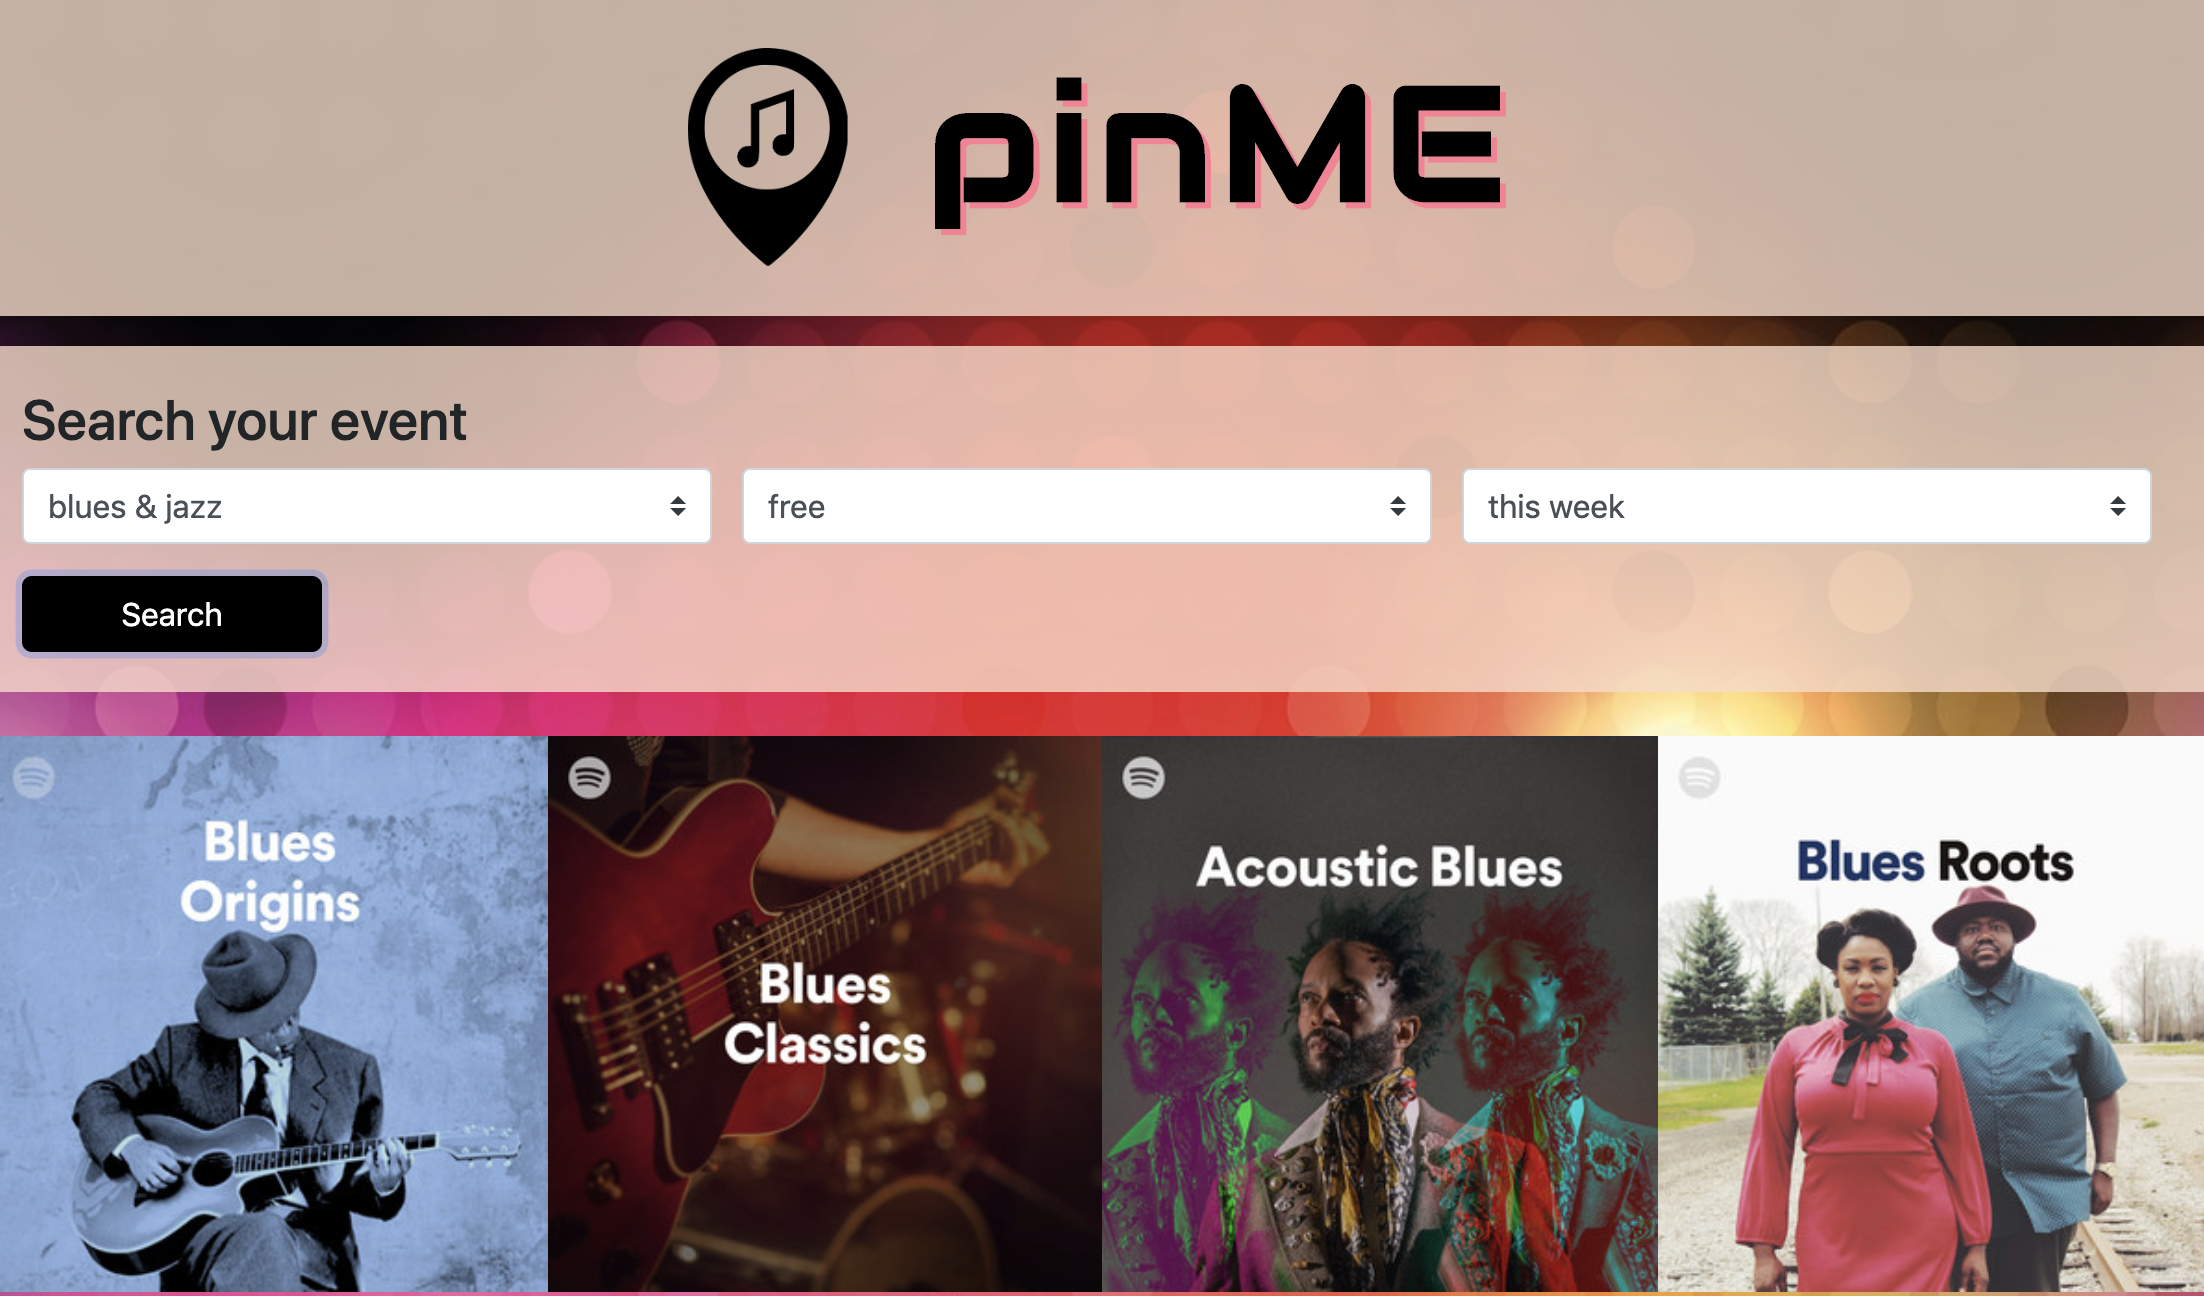 pinME
Search your event
blues & jazz
free
this week
Search
Blues
Origins
Blues
Classics
Acoustic Blues
Blues Roots